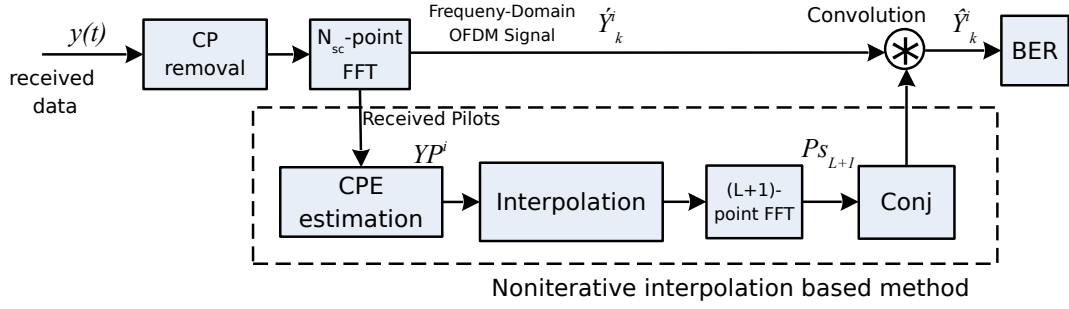 y(t)
received
data
CP
removal
N_sc-point
FFT
Frequeny-Domain
OFDM Signal
Ý^i_k
Convolution
Ŷ^i_k
BER
Received Pilots
YP^i
CPE
estimation
Interpolation
(L+1)-
point FFT
Ps_L+1
Conj
Noniterative interpolation based method